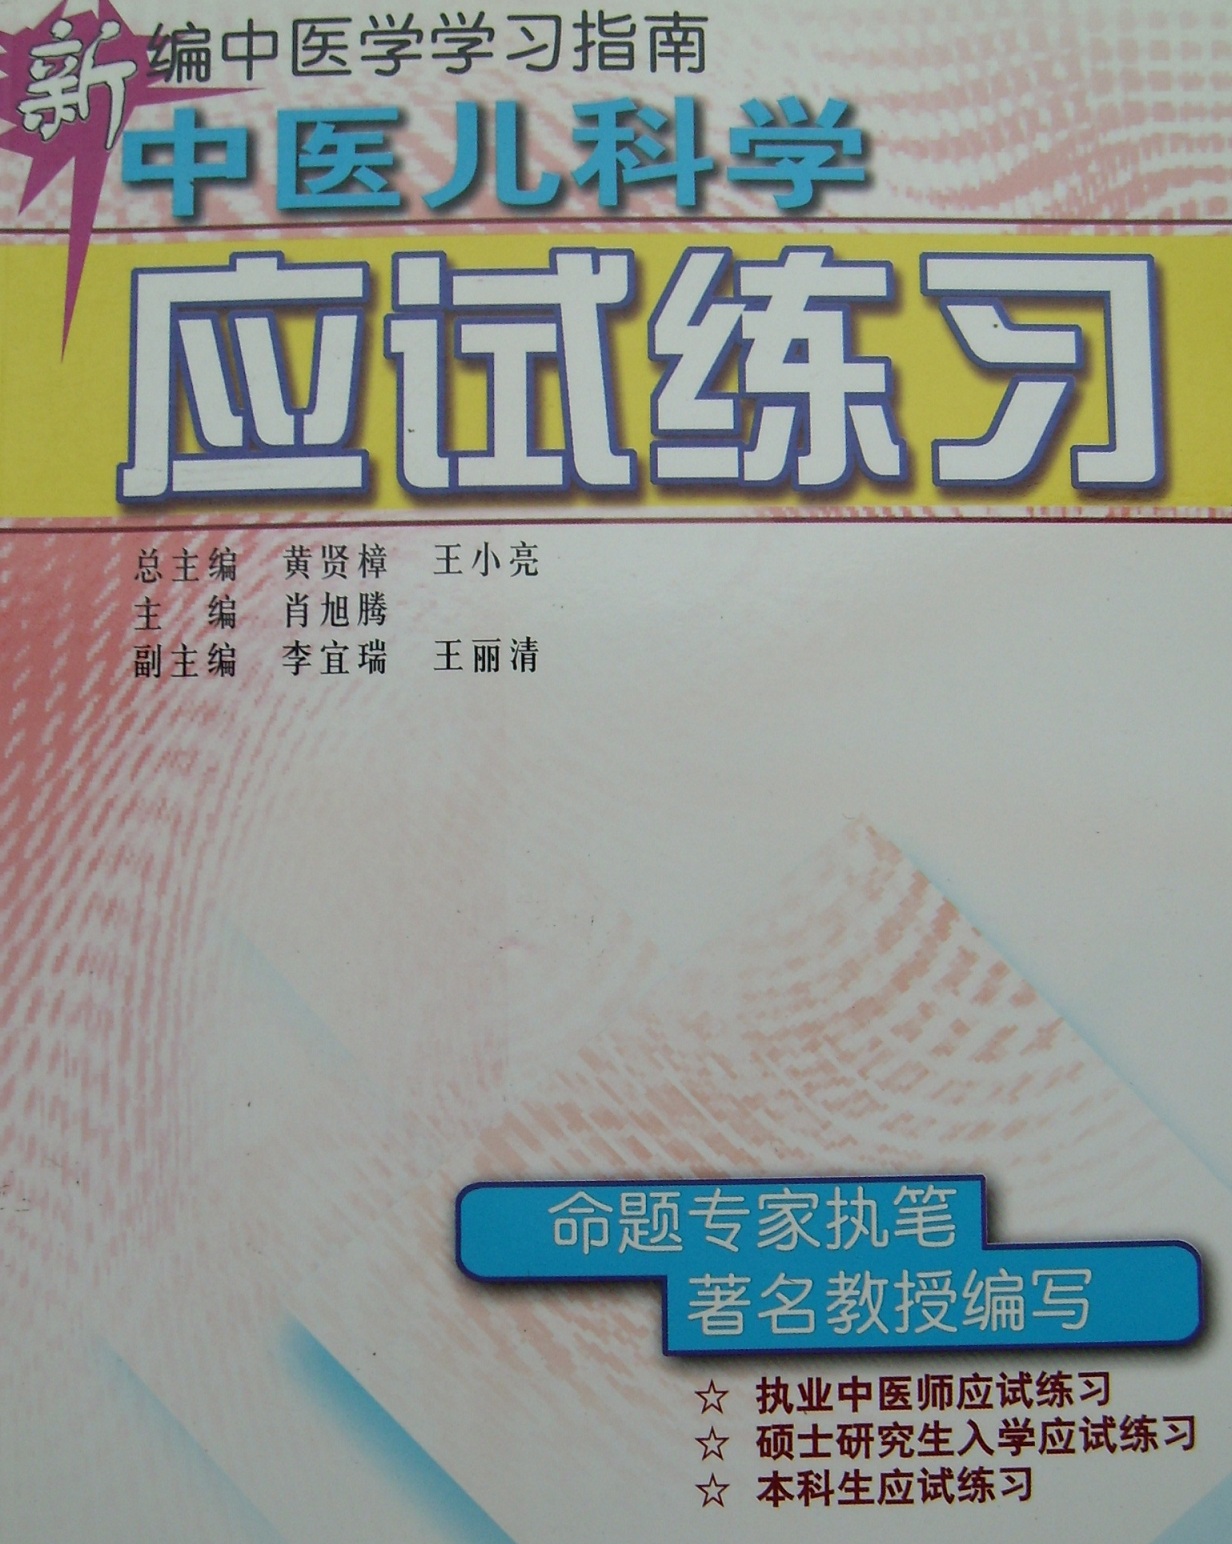 新编中医学学习指南
中医儿科学
应试练习
总主编 黄贤樟 王小亮
主 编 肖旭腾
副主编 李宜瑞 王丽清
命题专家执笔
著名教授编写
☆ 执业中医师应试练习
☆ 硕士研究生入学应试练习
☆ 本科生应试练习